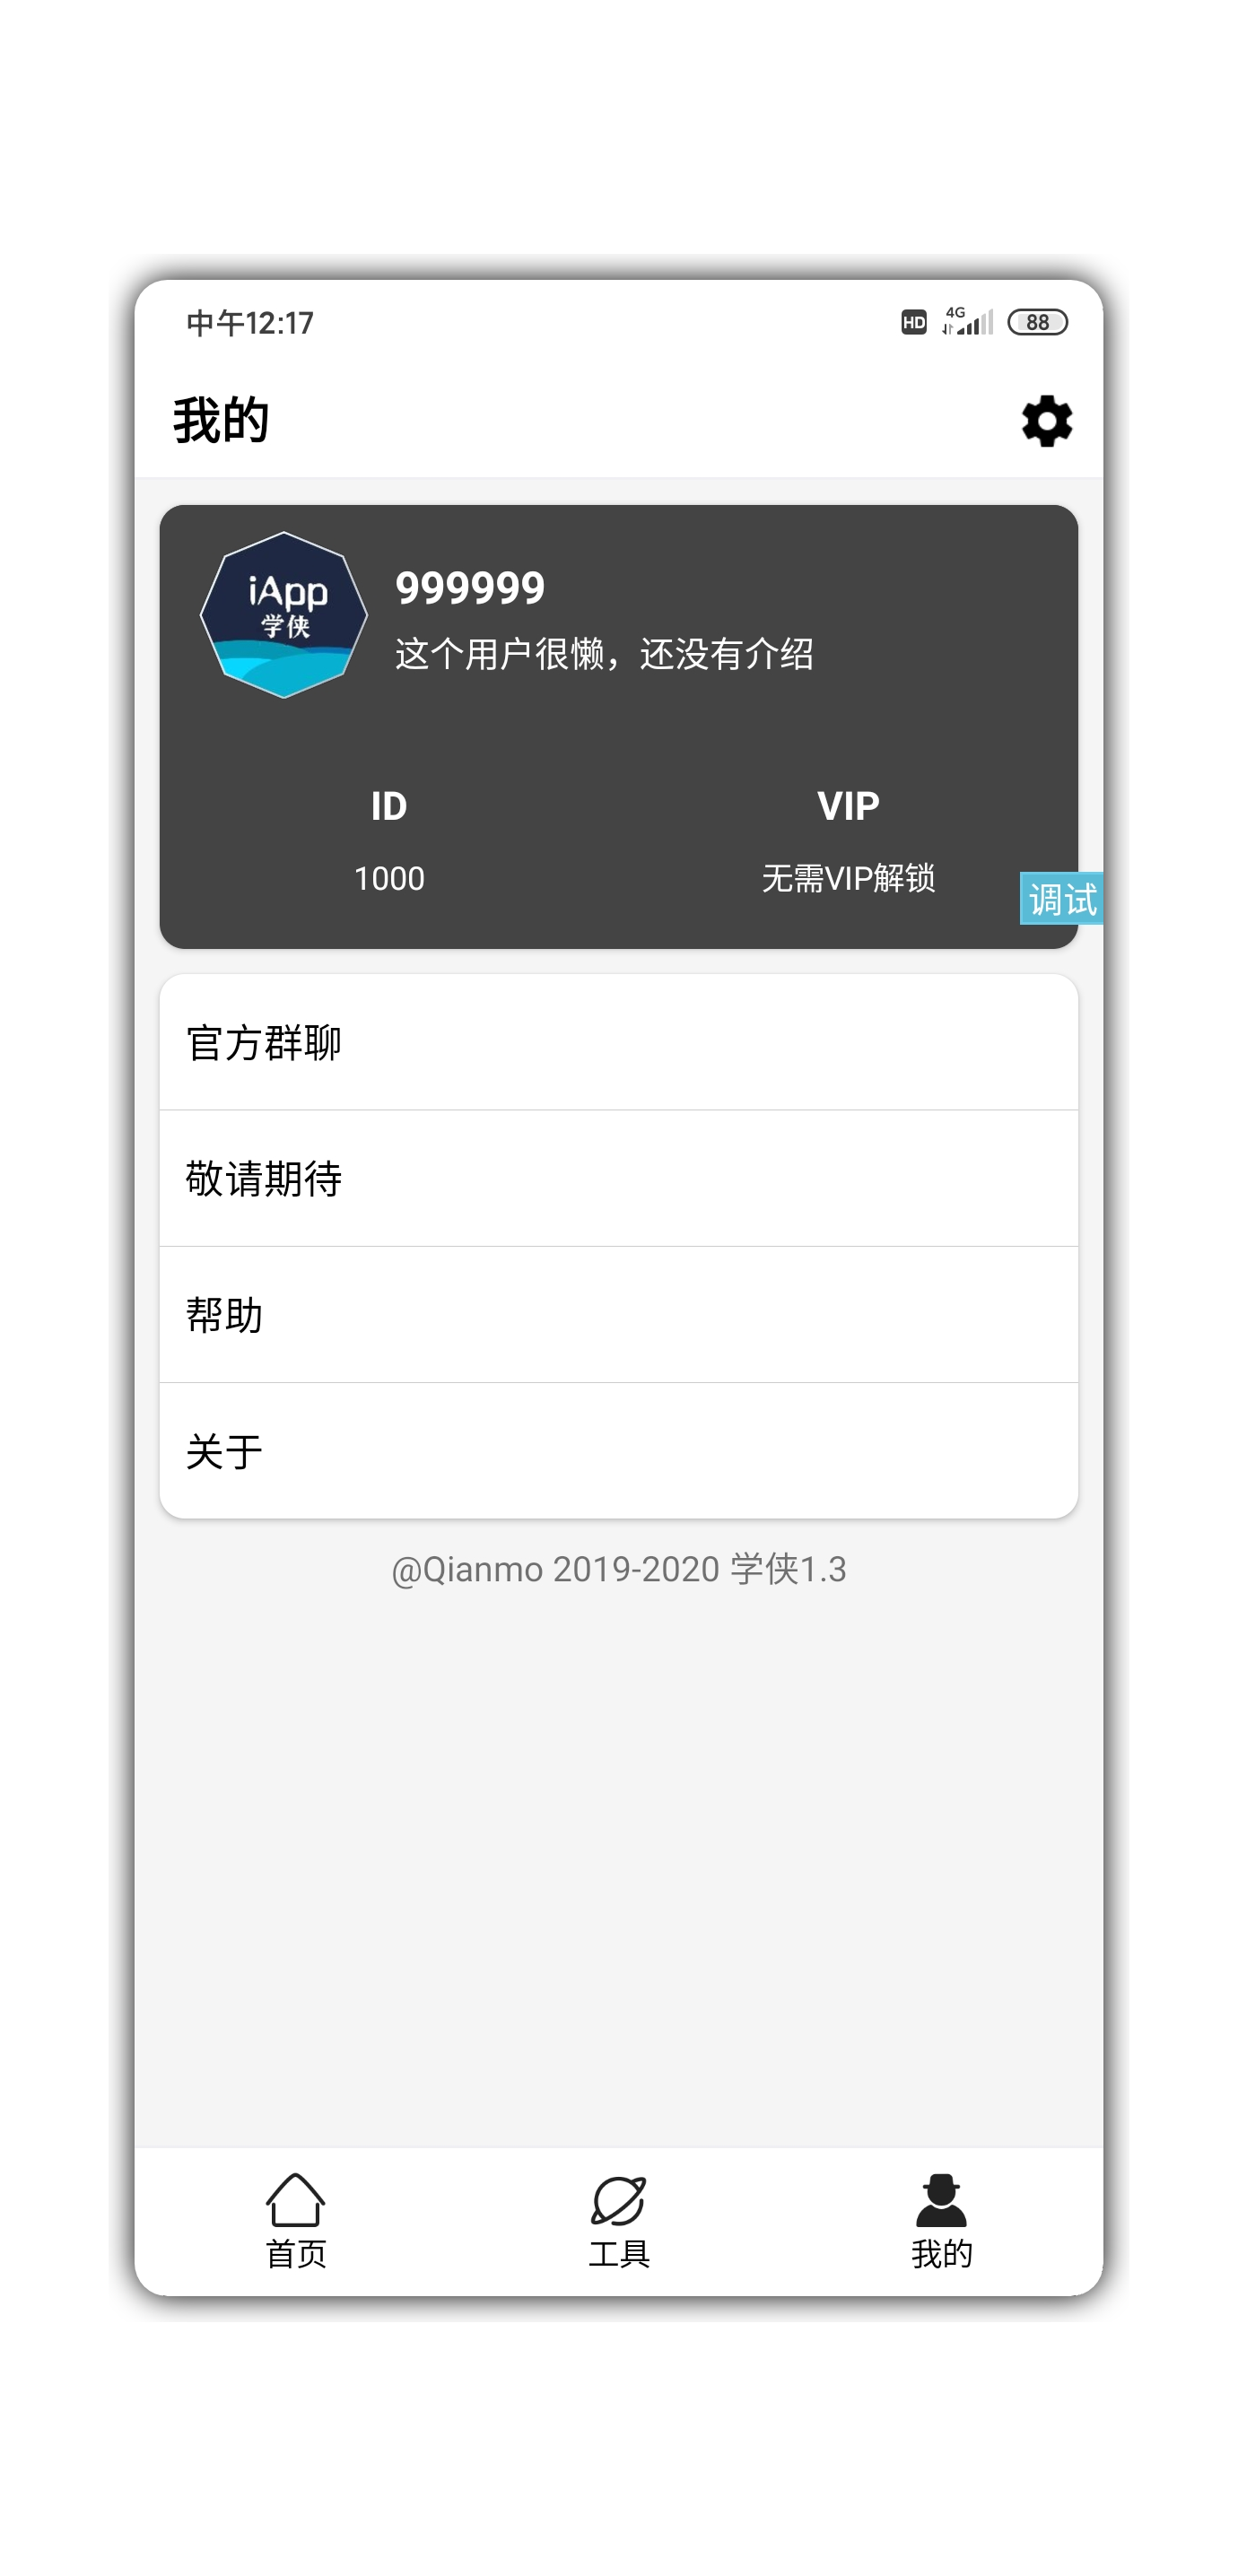 中午12:17
HD
4G
88
我的
iApp
学侠
999999
这个用户很懒，还没有介绍
ID
VIP
1000
无需VIP解锁
调试
官方群聊
敬请期待
帮助
关于
@Qianmo 2019-2020 学侠1.3
首页
工具
我的